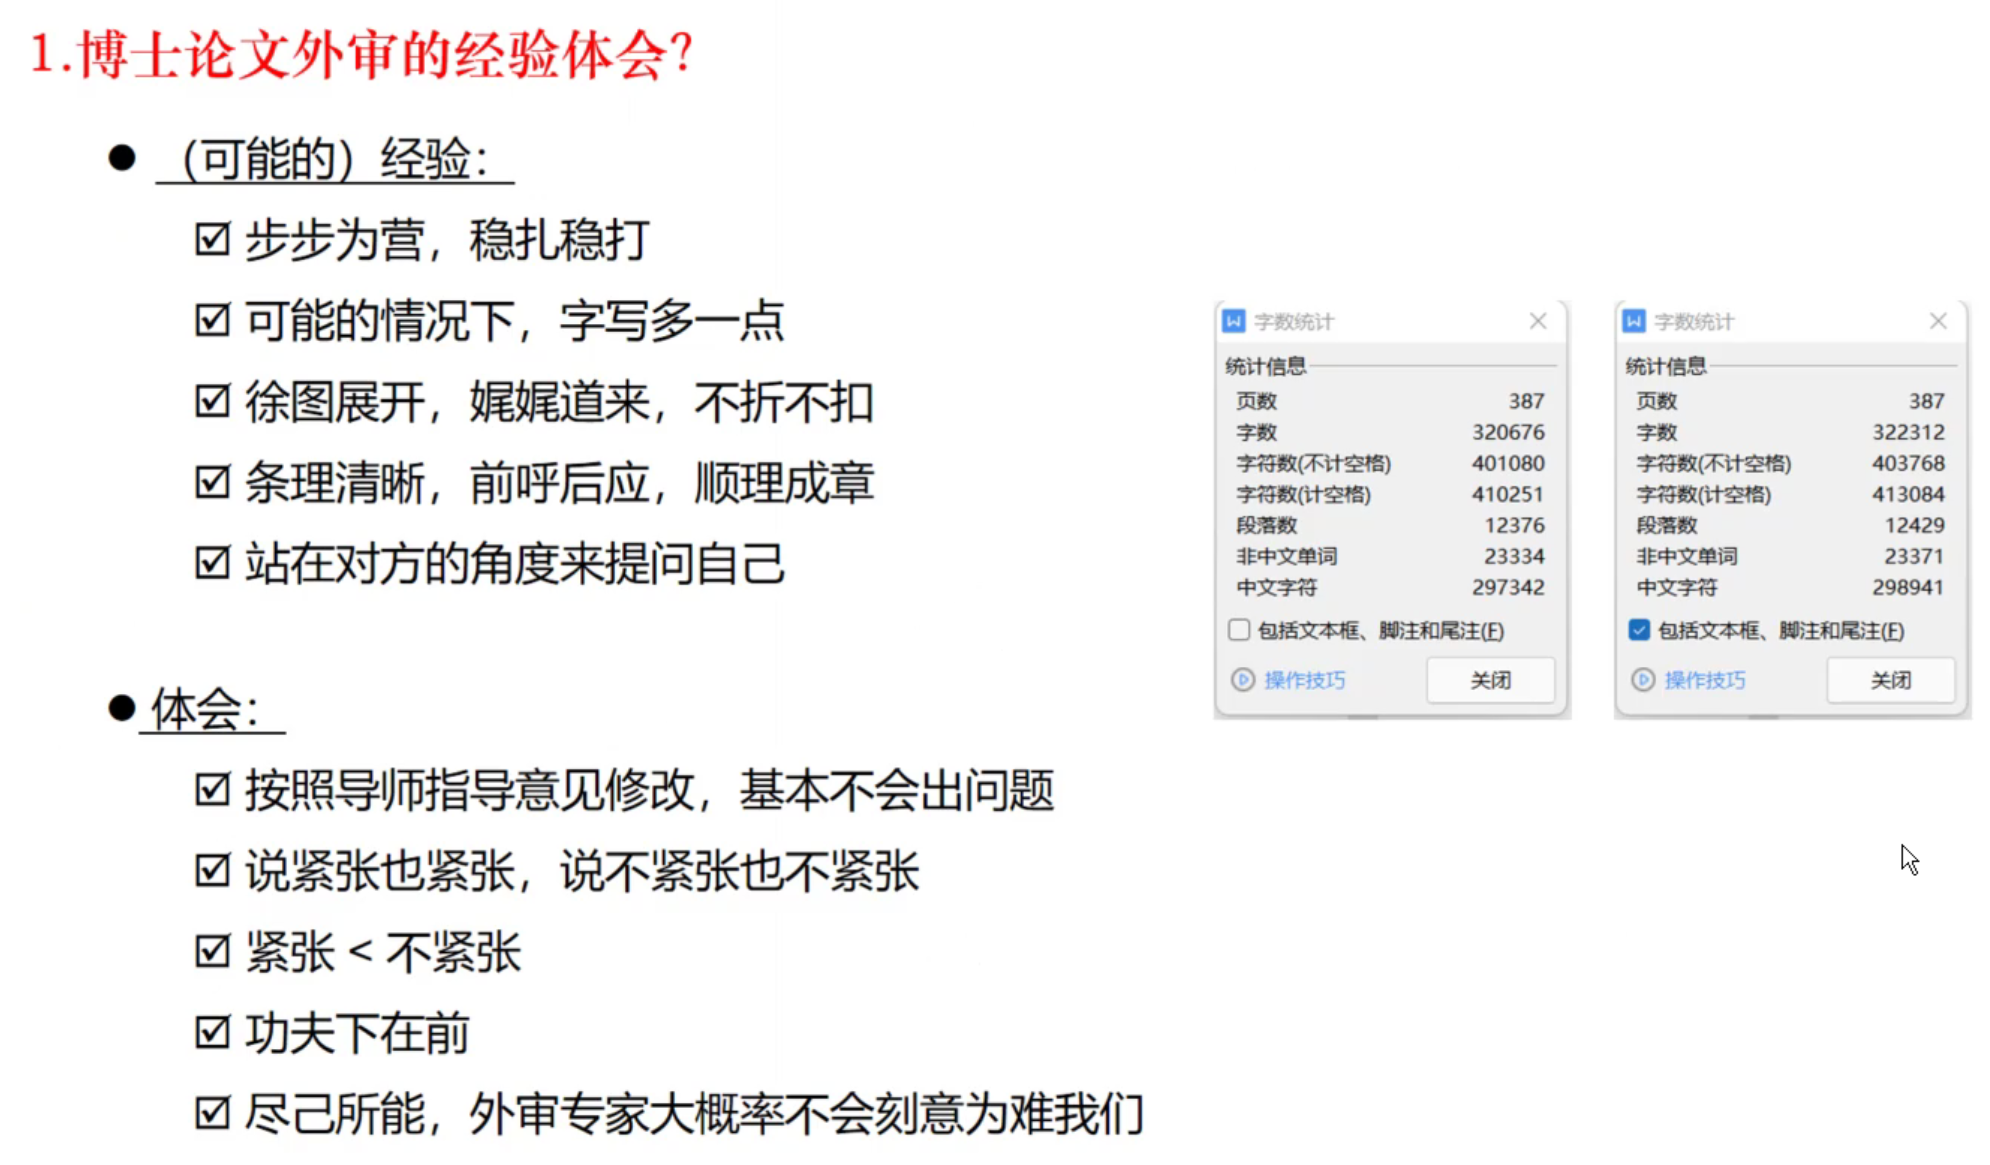 1.博士论文外审的经验体会?
（可能的）经验：
步步为营，稳扎稳打
可能的情况下，字写多一点
徐图展开，娓娓道来，不折不扣
条理清晰，前呼后应，顺理成章
站在对方的角度来提问自己
体会：
按照导师指导意见修改，基本不会出问题
说紧张也紧张，说不紧张也不紧张
紧张 < 不紧张
功夫下在前
尽己所能，外审专家大概率不会刻意为难我们
字数统计
统计信息
页数 387
字数 320676
字符数(不计空格) 401080
字符数(计空格) 410251
段落数 12376
非中文单词 23334
中文字符 297342
包括文本框、脚注和尾注(F)
操作技巧 关闭
字数统计
统计信息
页数 387
字数 322312
字符数(不计空格) 403768
字符数(计空格) 413084
段落数 12429
非中文单词 23371
中文字符 298941
包括文本框、脚注和尾注(F)
操作技巧 关闭